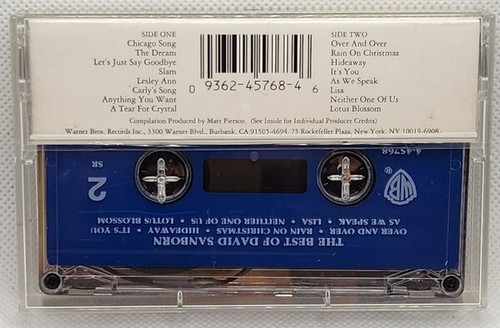 SIDE ONE
Chicago Song
The Dream
Let's Just Say Goodbye
Slam
Lesley Ann
Carly's Song
Anything You Want
A Tear For Crystal
0 9362-45768-4 6
SIDE TWO
Over And Over
Rain On Christmas
Hideaway
It's You
As We Speak
Lisa
Neither One Of Us
Lotus Blossom
Compilation Produced by Matt Pierson. (See Inside for Individual Producer Credits)
Warner Bros. Records Inc., 3300 Warner Blvd., Burbank, CA 91505-4694. 75 Rockefeller Plaza, New York, NY 10019-6908.
THE BEST OF DAVID SANBORN
OVER AND OVER • RAIN ON CHRISTMAS • HIDEAWAY • IT'S YOU
AS WE SPEAK • LISA • NEITHER ONE OF US • LOTUS BLOSSOM
2
SR
WB
®
4-45768